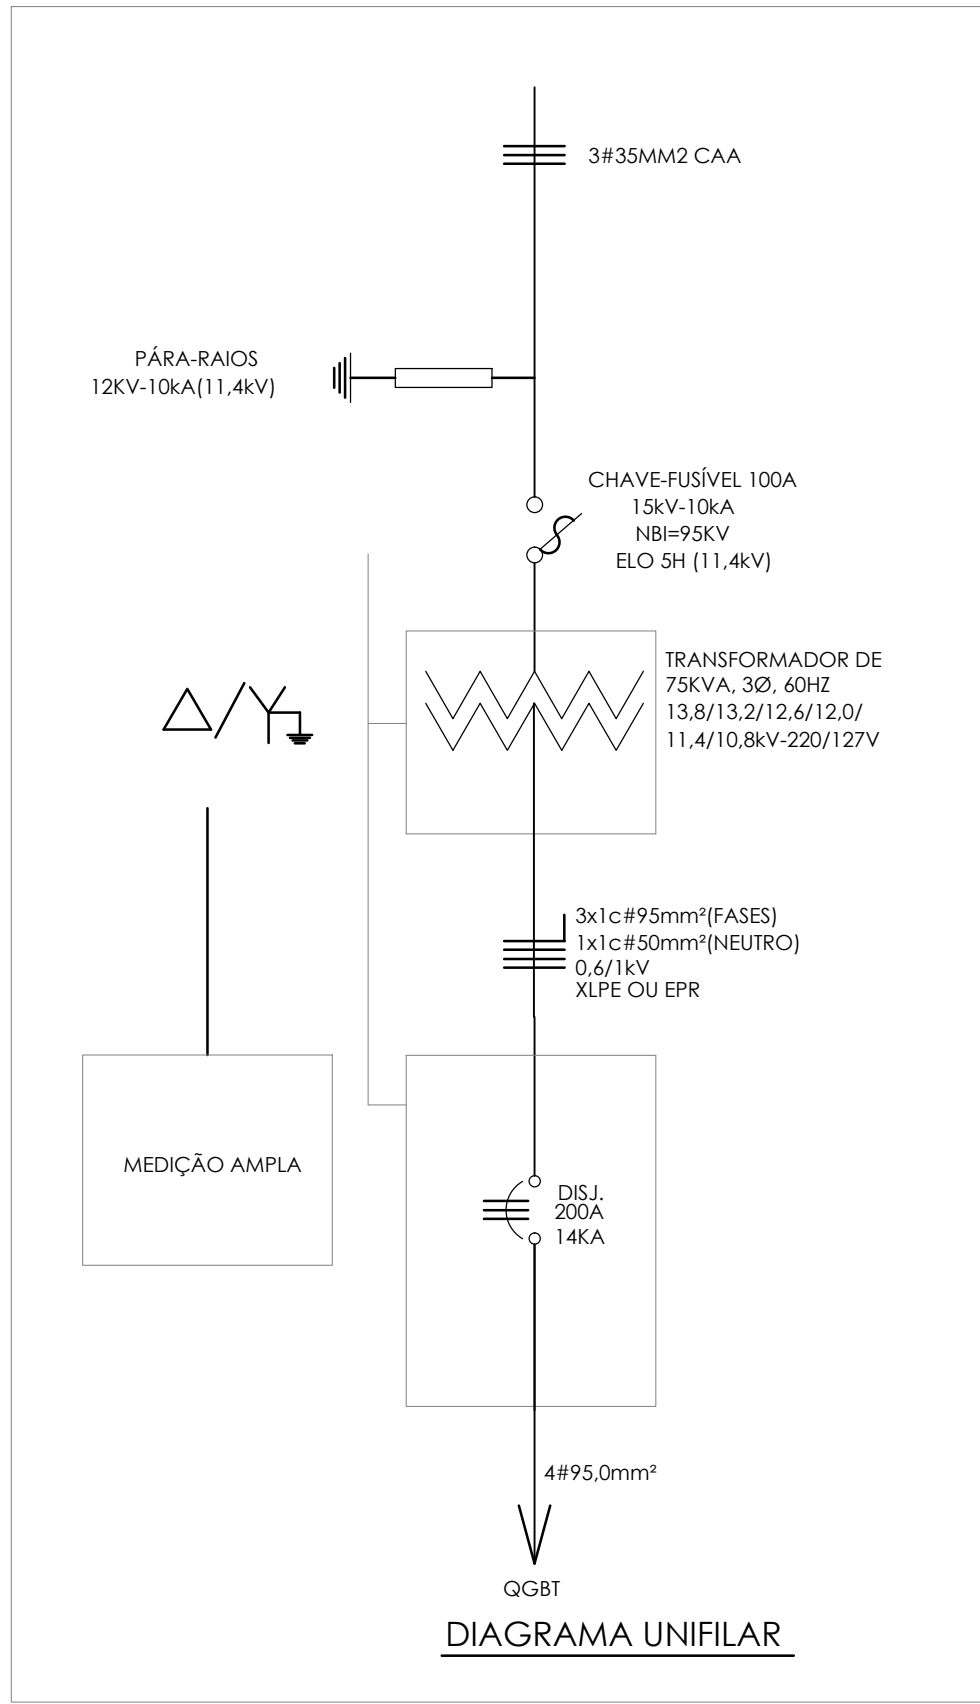 3#35MM2 CAA
PÁRA-RAIOS
12KV-10kA(11,4kV)
CHAVE-FUSÍVEL 100A
15kV-10kA
NBI=95KV
ELO 5H (11,4kV)
TRANSFORMADOR DE
75KVA, 3Ø, 60HZ
13,8/13,2/12,6/12,0/
11,4/10,8kV-220/127V
3x1c#95mm²(FASES)
1x1c#50mm²(NEUTRO)
0,6/1kV
XLPE OU EPR
MEDIÇÃO AMPLA
DISJ.
200A
14KA
4#95,0mm²
QGBT
DIAGRAMA UNIFILAR